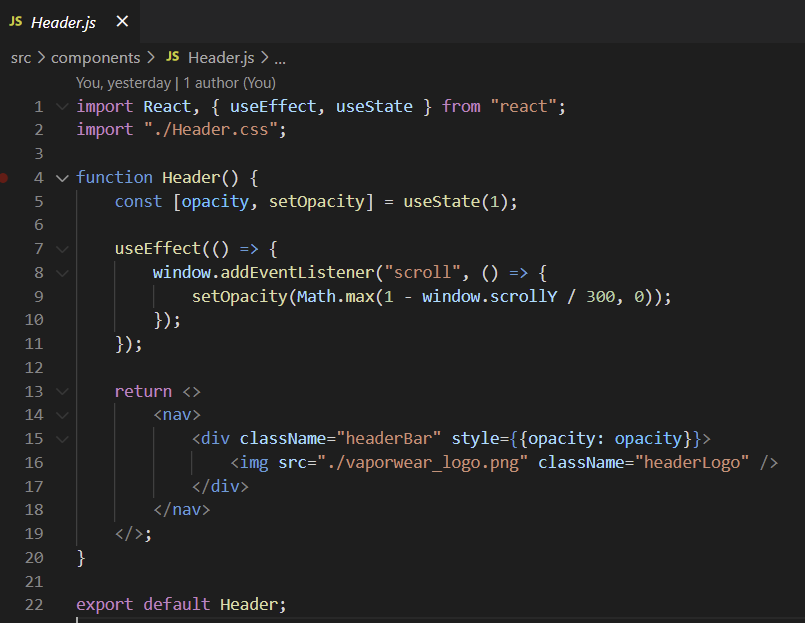 JS Header.js ×
src > components > JS Header.js > ...
You, yesterday | 1 author (You)
1 import React, { useEffect, useState } from "react";
2 import "./Header.css";
3
4 function Header() {
5     const [opacity, setOpacity] = useState(1);
6
7     useEffect(() => {
8         window.addEventListener("scroll", () => {
9             setOpacity(Math.max(1 - window.scrollY / 300, 0));
10         });
11     });
12
13     return <>
14         <nav>
15             <div className="headerBar" style={{opacity: opacity}}>
16                 <img src="./vaporwear_logo.png" className="headerLogo" />
17             </div>
18         </nav>
19     </>;
20 }
21
22 export default Header;